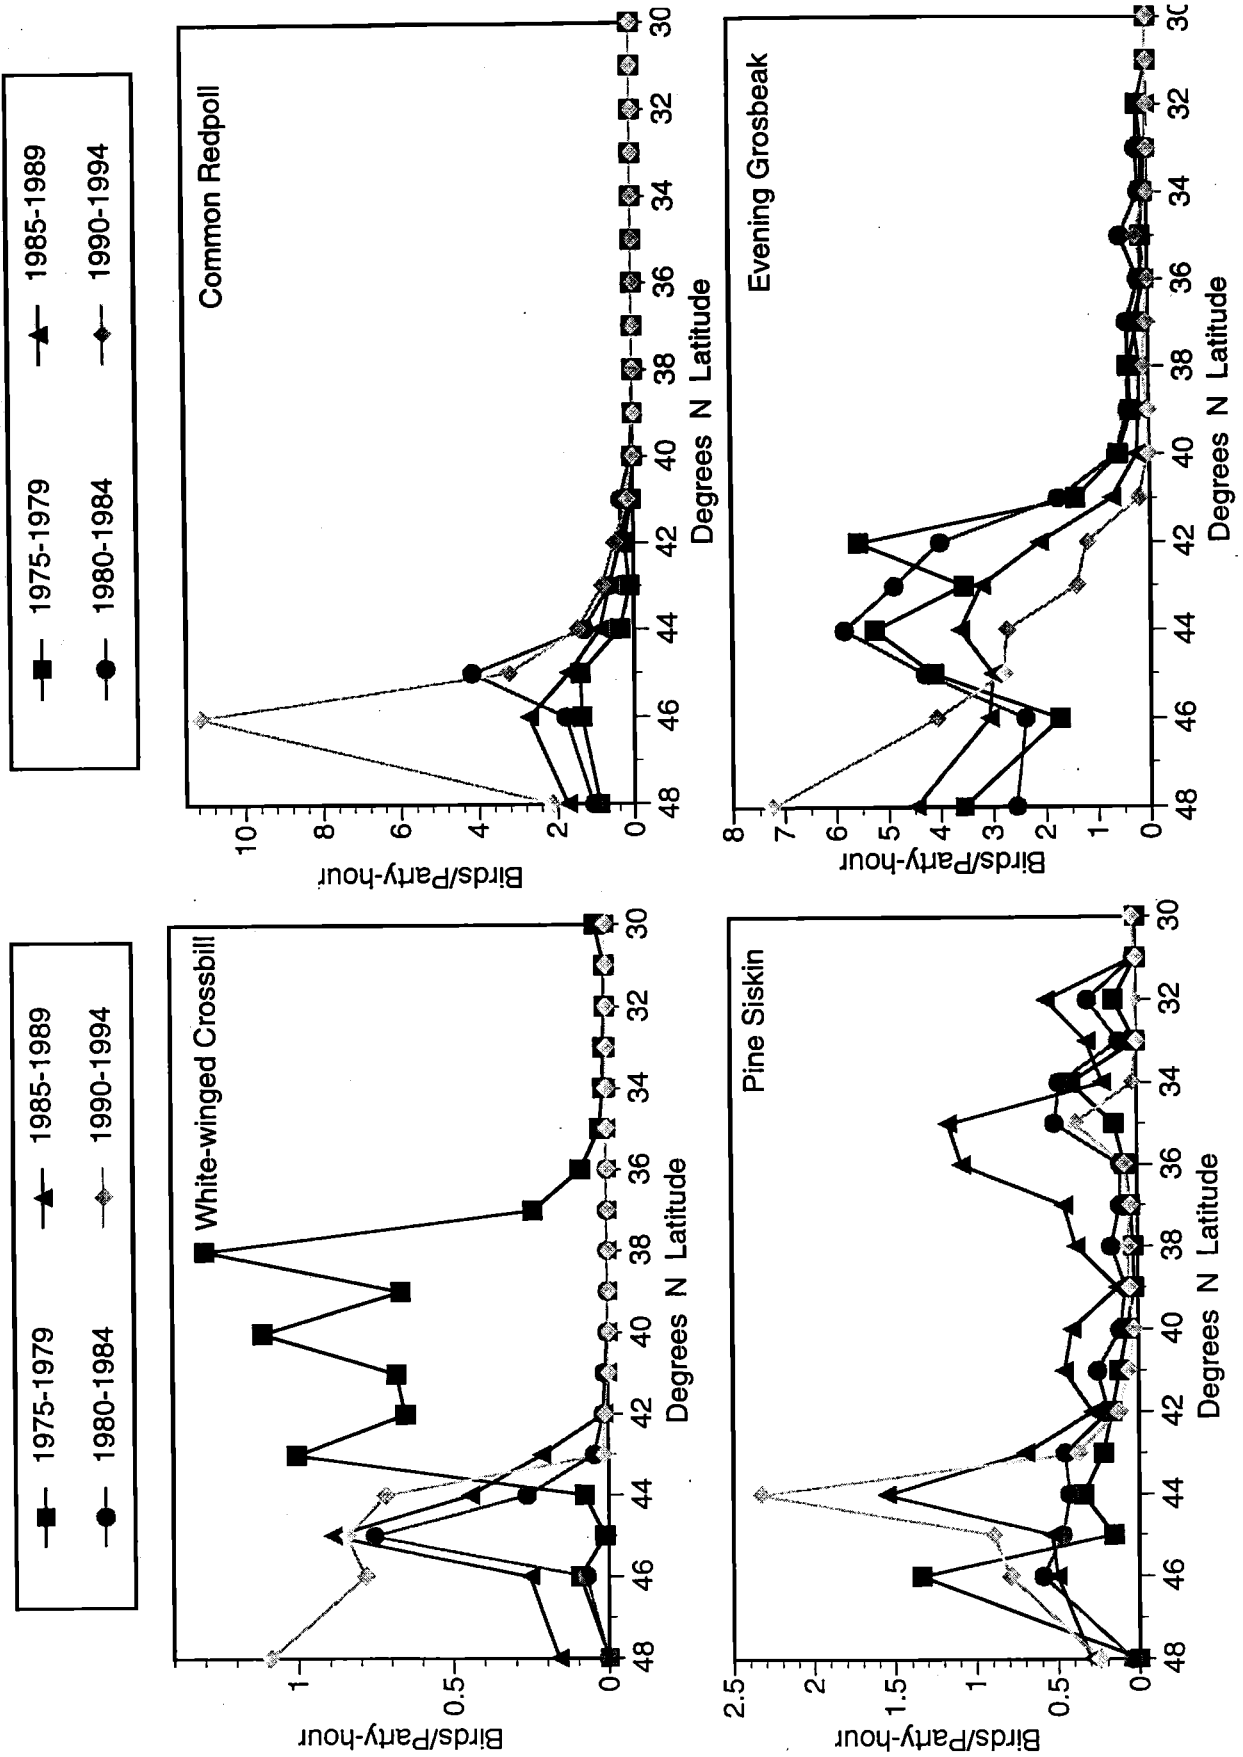 1975-1979 1985-1989
1980-1984 1990-1994
White-winged Crossbill
Birds/Party-hour
1
0.5
0
48 46 44 42 40 38 36 34 32 30
Degrees N Latitude
1975-1979 1985-1989
1980-1984 1990-1994
Common Redpoll
Birds/Party-hour
10
8
6
4
2
0
48 46 44 42 40 38 36 34 32 30
Degrees N Latitude
Pine Siskin
Birds/Party-hour
2.5
2
1.5
1
0.5
0
48 46 44 42 40 38 36 34 32 30
Degrees N Latitude
Evening Grosbeak
Birds/Party-hour
8
7
6
5
4
3
2
1
0
48 46 44 42 40 38 36 34 32 30
Degrees N Latitude